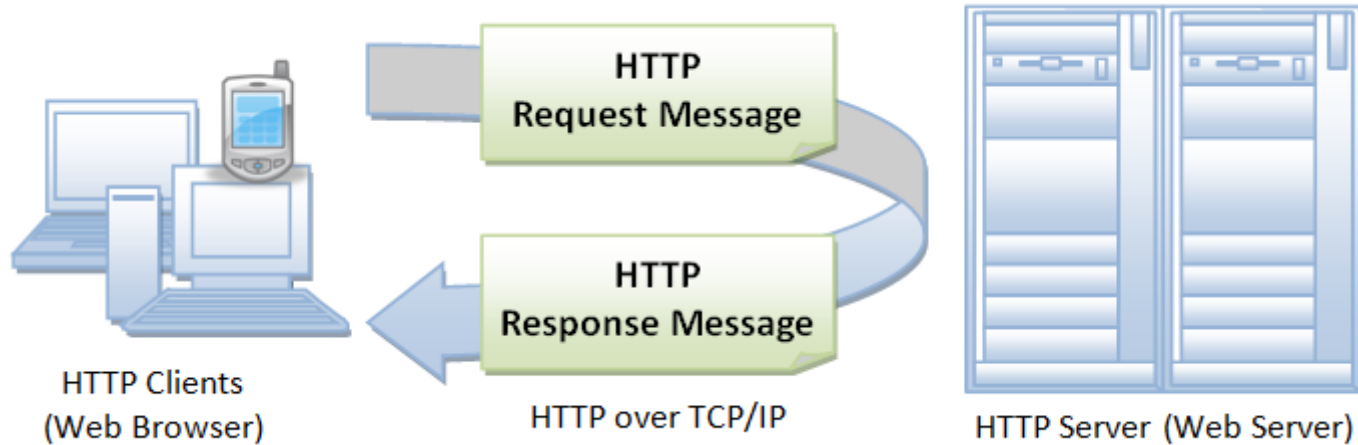 HTTP
Request Message
HTTP
Response Message
HTTP Clients
(Web Browser)
HTTP over TCP/IP
HTTP Server (Web Server)